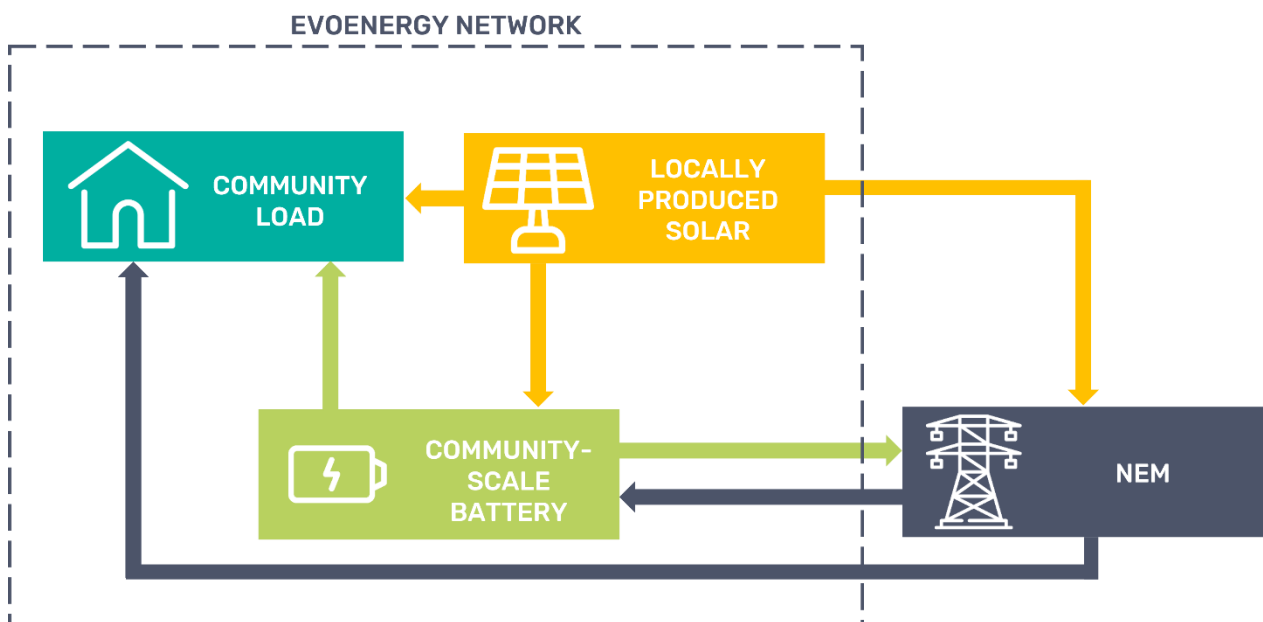 EVOENERGY NETWORK
COMMUNITY
LOAD
LOCALLY
PRODUCED
SOLAR
COMMUNITY-
SCALE
BATTERY
NEM